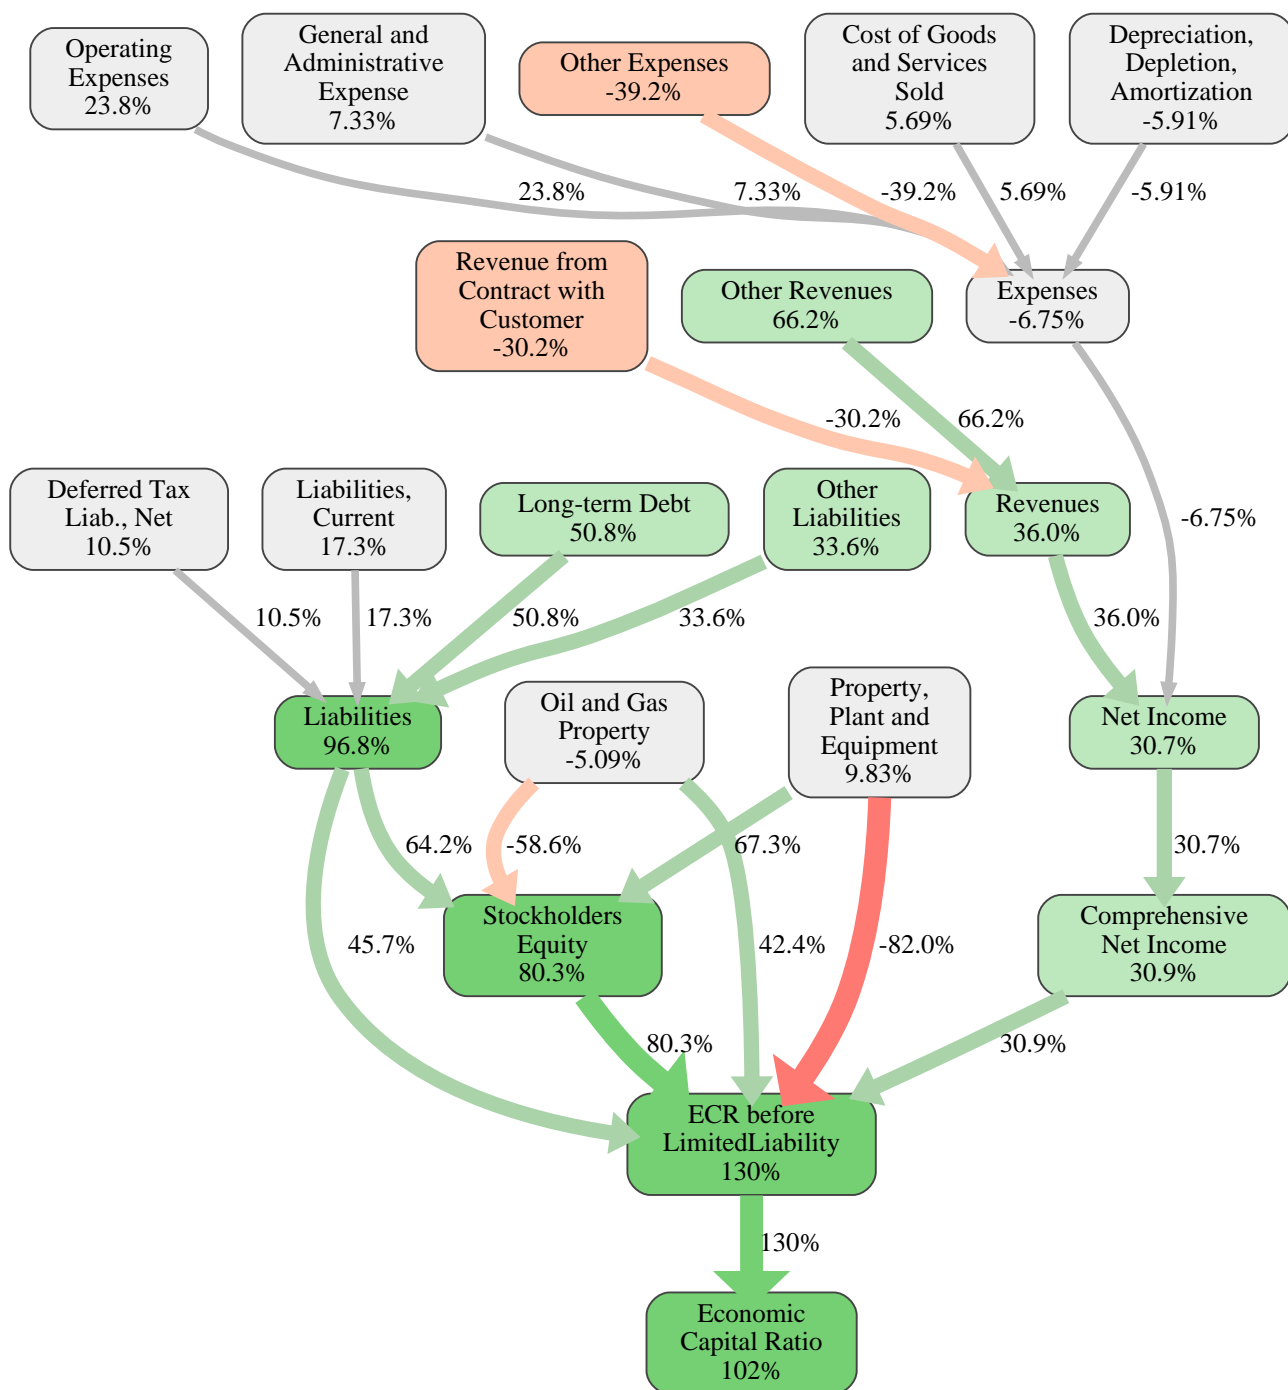 Operating
Expenses
23.8%
General and
Administrative
Expense
7.33%
Other Expenses
-39.2%
Cost of Goods
and Services
Sold
5.69%
Depreciation,
Depletion,
Amortization
-5.91%
23.8%
7.33%
-39.2%
5.69%
-5.91%
Revenue from
Contract with
Customer
-30.2%
Other Revenues
66.2%
Expenses
-6.75%
-30.2%
66.2%
-6.75%
Deferred Tax
Liab., Net
10.5%
Liabilities,
Current
17.3%
Long-term Debt
50.8%
Other
Liabilities
33.6%
Revenues
36.0%
10.5%
17.3%
50.8%
33.6%
36.0%
Liabilities
96.8%
Oil and Gas
Property
-5.09%
Property,
Plant and
Equipment
9.83%
Net Income
30.7%
64.2%
-58.6%
67.3%
30.7%
45.7%
Stockholders
Equity
80.3%
42.4%
-82.0%
Comprehensive
Net Income
30.9%
80.3%
30.9%
ECR before
LimitedLiability
130%
130%
Economic
Capital Ratio
102%